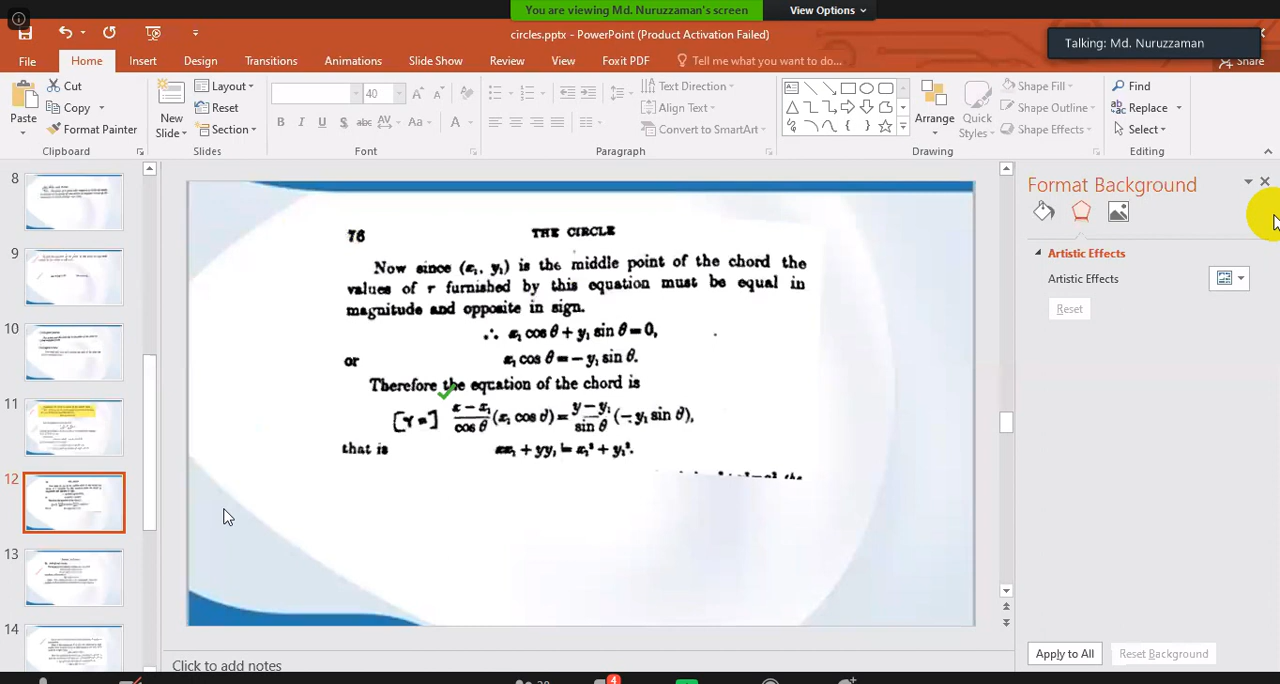 You are viewing Md. Nuruzzaman's screen
View Options
circles.pptx - PowerPoint (Product Activation Failed)
Talking: Md. Nuruzzaman
File
Home
Insert
Design
Transitions
Animations
Slide Show
Review
View
Foxit PDF
Tell me what you want to do...
Share
Paste
Cut
Copy
Format Painter
Clipboard
New
Slide
Layout
Reset
Section
Slides
40
B I U S abc AV Aa A
Font
Text Direction
Align Text
Convert to SmartArt
Paragraph
Arrange
Quick
Styles
Shape Fill
Shape Outline
Shape Effects
Drawing
Find
Replace
Select
Editing
8
9
10
11
12
13
14
76 THE CIRCLE
Now since (x₁, y₁) is the middle point of the chord the
values of r furnished by this equation must be equal in
magnitude and opposite in sign.
∴ x₁ cos θ + y₁ sin θ = 0,
or x₁ cos θ = − y₁ sin θ.
Therefore the equation of the chord is
[r =] x − x₁/cos θ (x₁ cos θ) = y − y₁/sin θ (− y₁ sin θ),
that is xx₁ + yy₁ = x₁² + y₁².
Click to add notes
Format Background
Artistic Effects
Artistic Effects
Reset
Apply to All
Reset Background
4